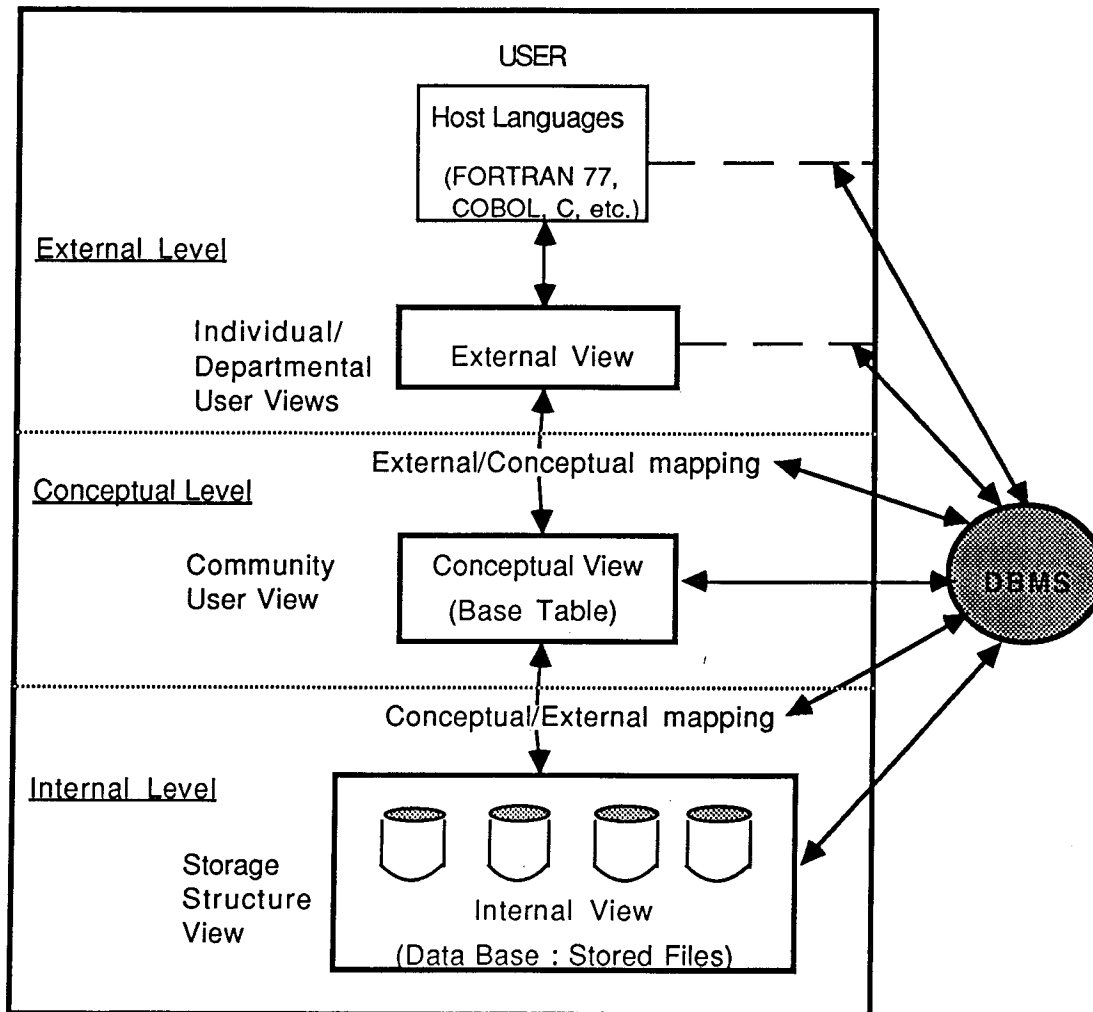 USER
Host Languages
(FORTRAN 77,
COBOL, C, etc.)
External Level
Individual/
Departmental
User Views
External View
External/Conceptual mapping
Conceptual Level
Community
User View
Conceptual View
(Base Table)
DBMS
Conceptual/External mapping
Internal Level
Storage
Structure
View
Internal View
(Data Base : Stored Files)